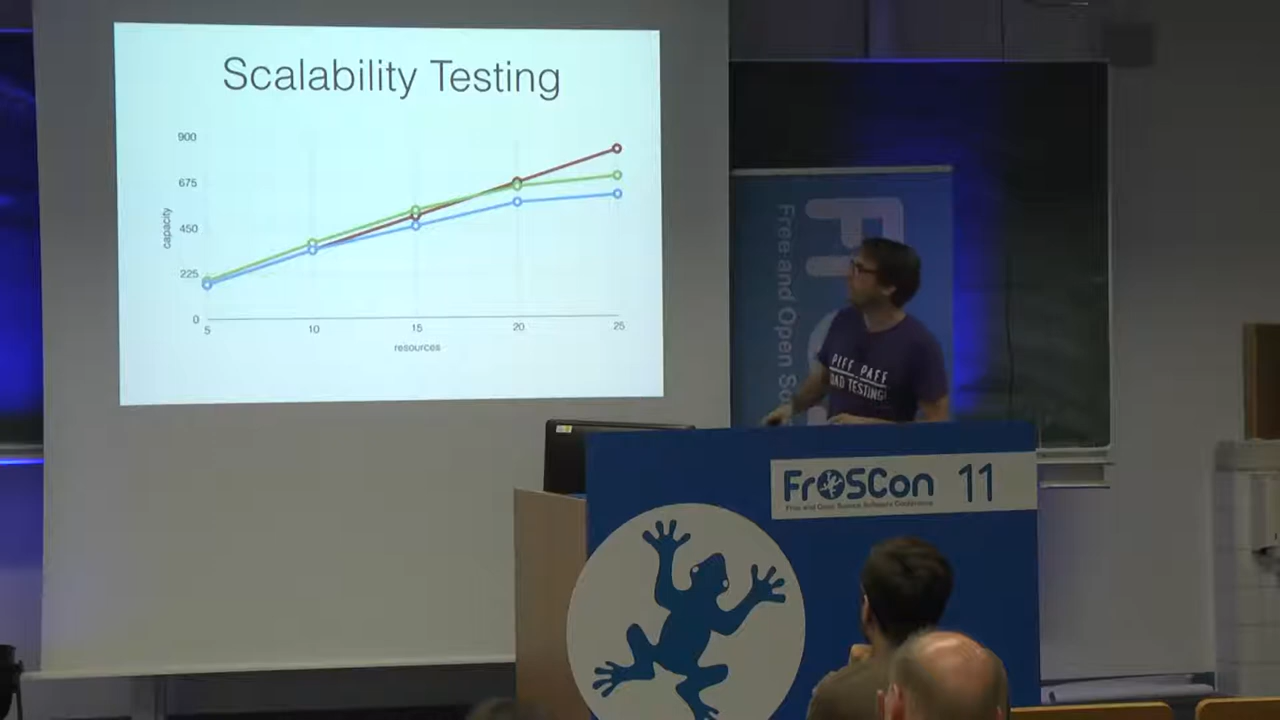 Scalability Testing
900
675
450
225
0
capacity
5
10
15
20
25
resources
Free and Open So
PIFF PAFF
OAD TESTING!
FrOSCon 11
Free and Open Source Software Conference